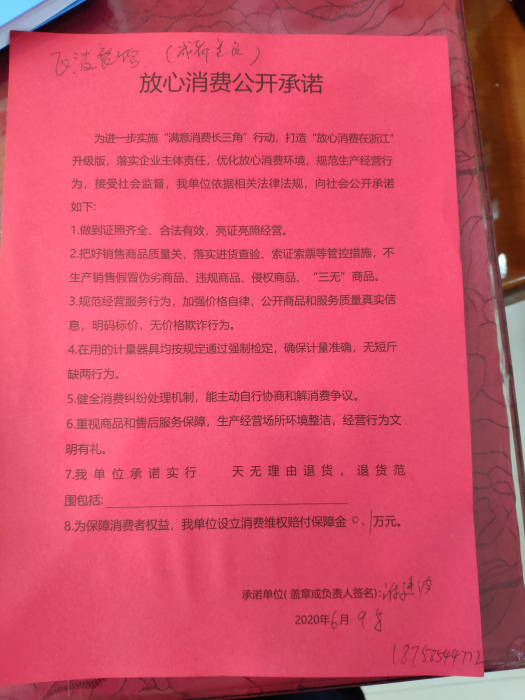 放心消费公开承诺
为进一步实施“满意消费长三角”行动，打造“放心消费在浙江”
升级版，落实企业主体责任，优化放心消费环境，规范生产经营行
为，接受社会监督，我单位依据相关法律法规，向社会公开承诺
如下：
1.做到证照齐全、合法有效，亮证亮照经营。
2.把好销售商品质量关，落实进货查验、索证索票等管控措施，不
生产销售假冒伪劣商品、违规商品、侵权商品、“三无”商品。
3.规范经营服务行为，加强价格自律，公开商品和服务质量真实信
息，明码标价，无价格欺诈行为。
4.在用的计量器具均按规定通过强制检定，确保计量准确，无短斤
缺两行为。
5.健全消费纠纷处理机制，能主动自行协商和解消费争议。
6.重视商品和售后服务保障，生产经营场所环境整洁，经营行为文
明有礼。
7.我单位承诺实行 天无理由退货，退货范
围包括：
8.为保障消费者权益，我单位设立消费维权赔付保障金0.1万元。
承诺单位（盖章或负责人签名）：
2020年6月9号